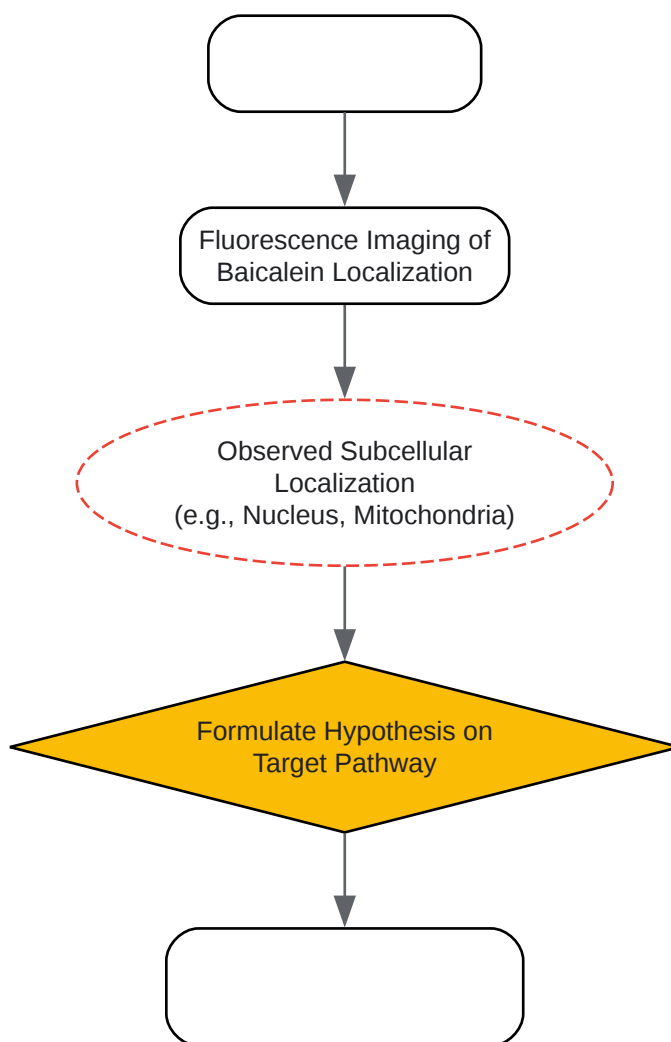 Fluorescence Imaging of
Baicalein Localization
Observed Subcellular
Localization
(e.g., Nucleus, Mitochondria)
Formulate Hypothesis on
Target Pathway